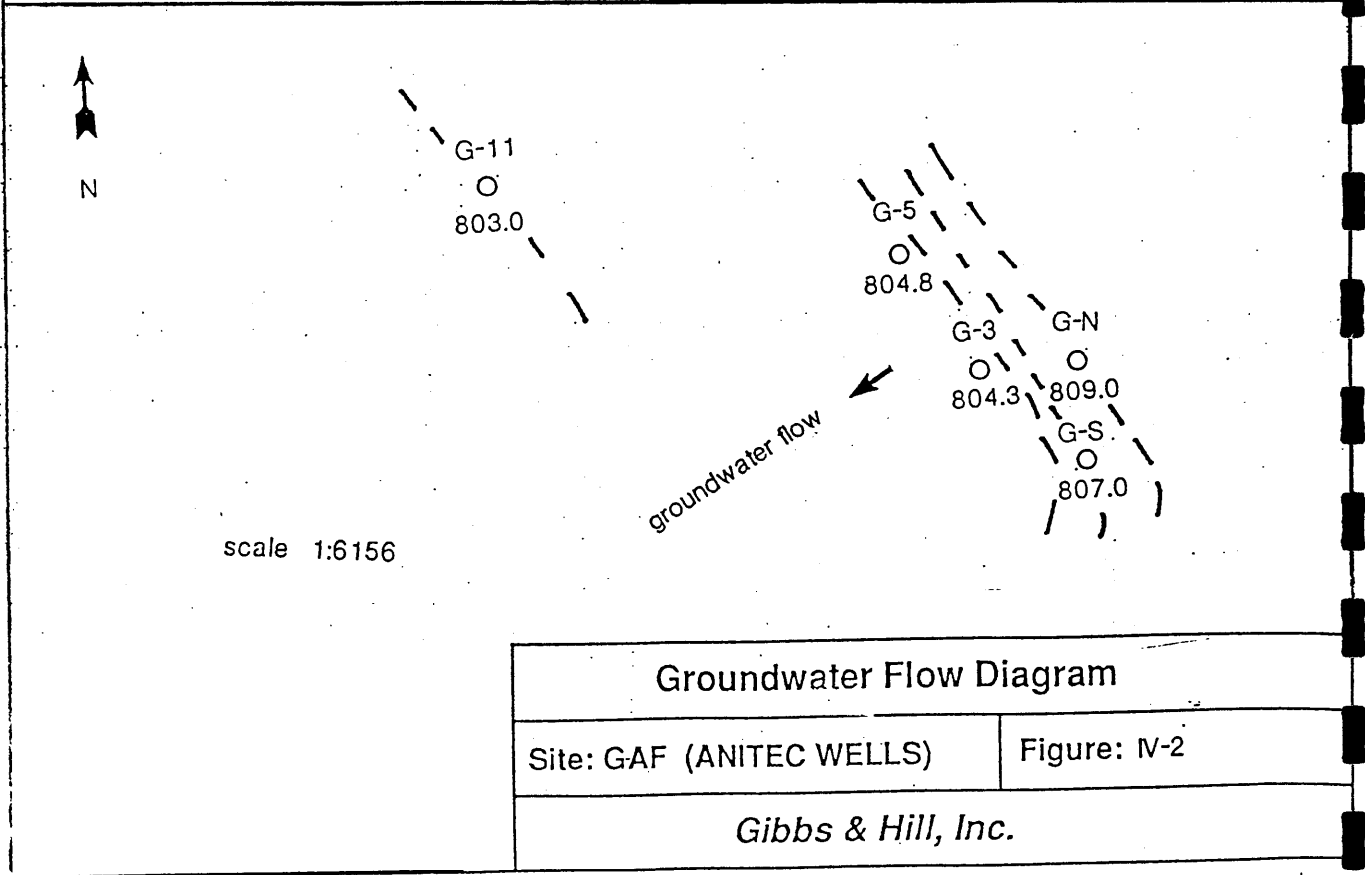 N
G-11
803.0
G-5
804.8
G-3
804.3
G-N
809.0
G-S
807.0
groundwater flow
scale 1:6156
Groundwater Flow Diagram
Site: GAF (ANITEC WELLS)
Figure: IV-2
Gibbs & Hill, Inc.